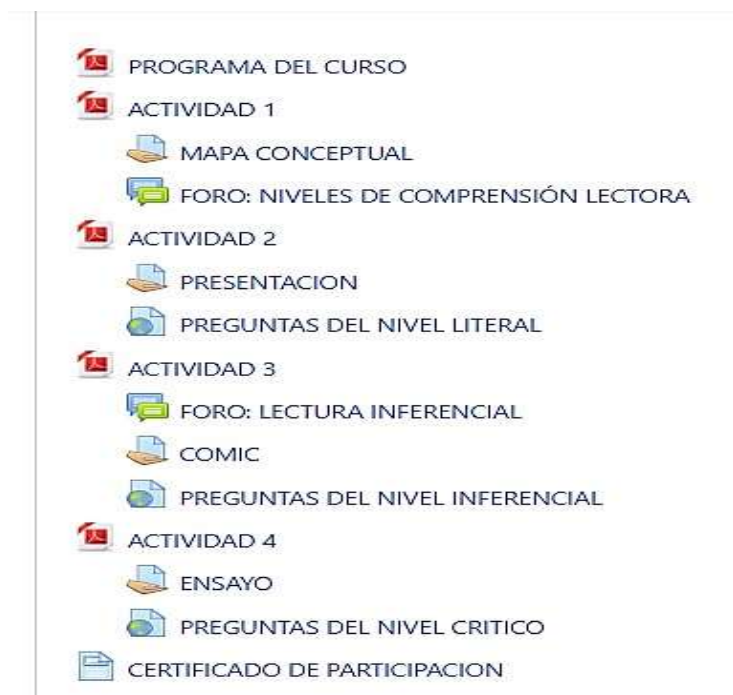 PROGRAMA DEL CURSO
ACTIVIDAD 1
MAPA CONCEPTUAL
FORO: NIVELES DE COMPRENSIÓN LECTORA
ACTIVIDAD 2
PRESENTACION
PREGUNTAS DEL NIVEL LITERAL
ACTIVIDAD 3
FORO: LECTURA INFERENCIAL
COMIC
PREGUNTAS DEL NIVEL INFERENCIAL
ACTIVIDAD 4
ENSAYO
PREGUNTAS DEL NIVEL CRITICO
CERTIFICADO DE PARTICIPACION